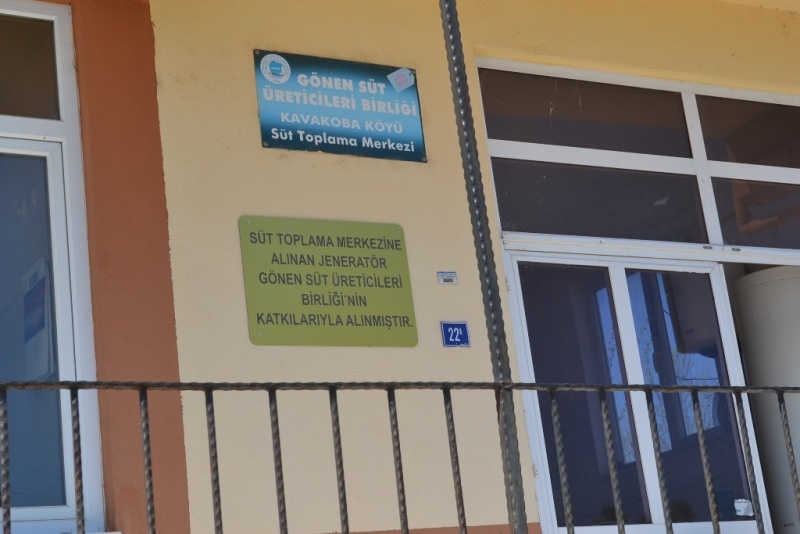 GÖNEN SÜT
ÜRETİCİLERİ BİRLİĞİ
KAVAKOBA KÖYÜ
Süt Toplama Merkezi
SÜT TOPLAMA MERKEZİNE
ALINAN JENERATÖR
GÖNEN SÜT ÜRETİCİLERİ
BİRLİĞİ'NİN
KATKILARIYLA ALINMIŞTIR.
22A